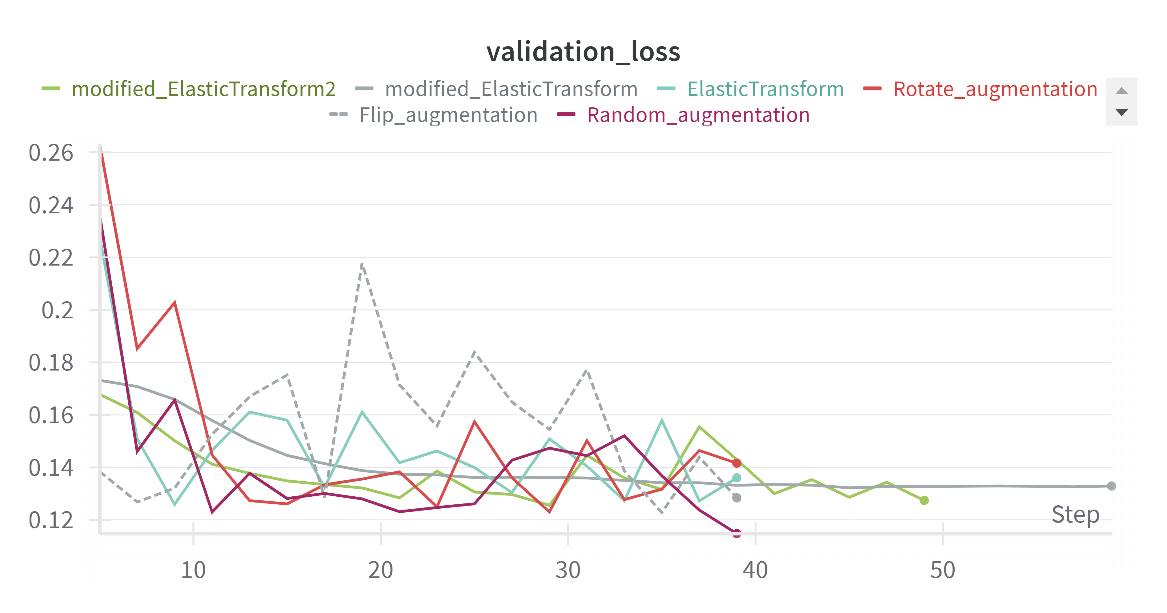 validation_loss
modified_ElasticTransform2 modified_ElasticTransform ElasticTransform Rotate_augmentation
Flip_augmentation Random_augmentation
0.26
0.24
0.22
0.2
0.18
0.16
0.14
0.12
Step
10 20 30 40 50